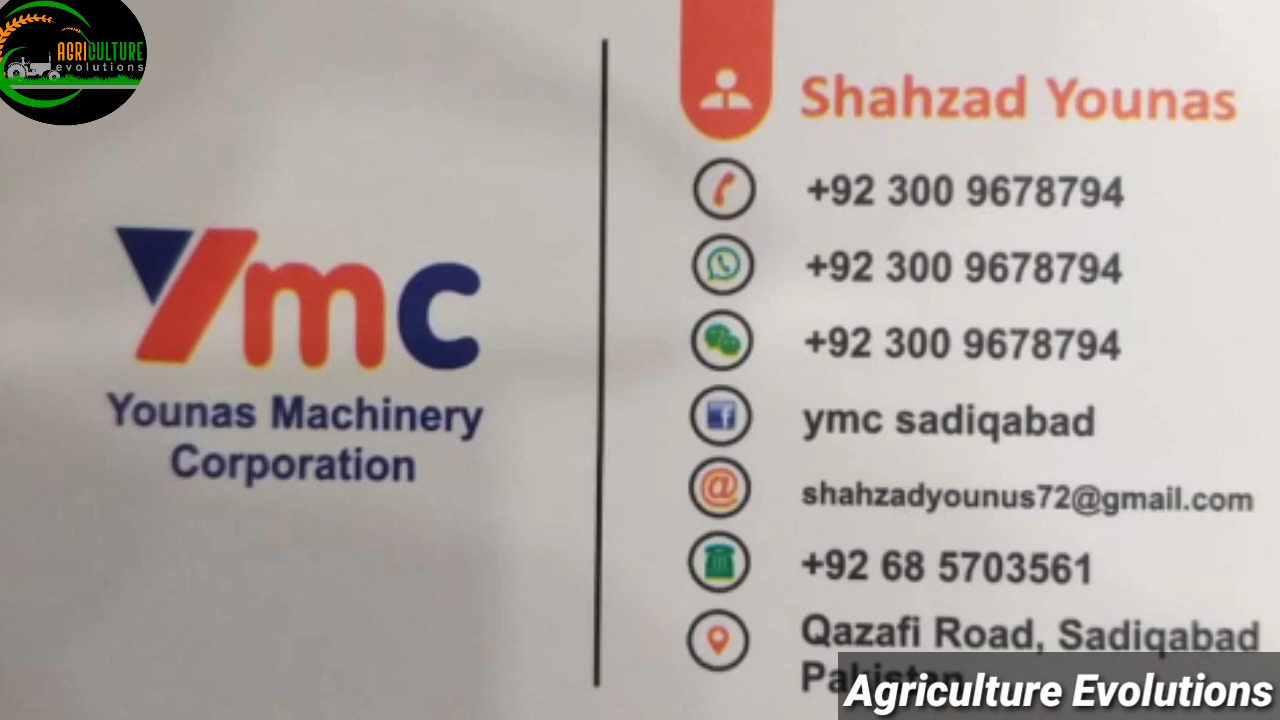 AGRICULTURE
evolutions
Ymc
Younas Machinery
Corporation
Shahzad Younas
+92 300 9678794
+92 300 9678794
+92 300 9678794
ymc sadiqabad
shahzadyounus72@gmail.com
+92 68 5703561
Qazafi Road, Sadiqabad
Pakistan
Agriculture Evolutions